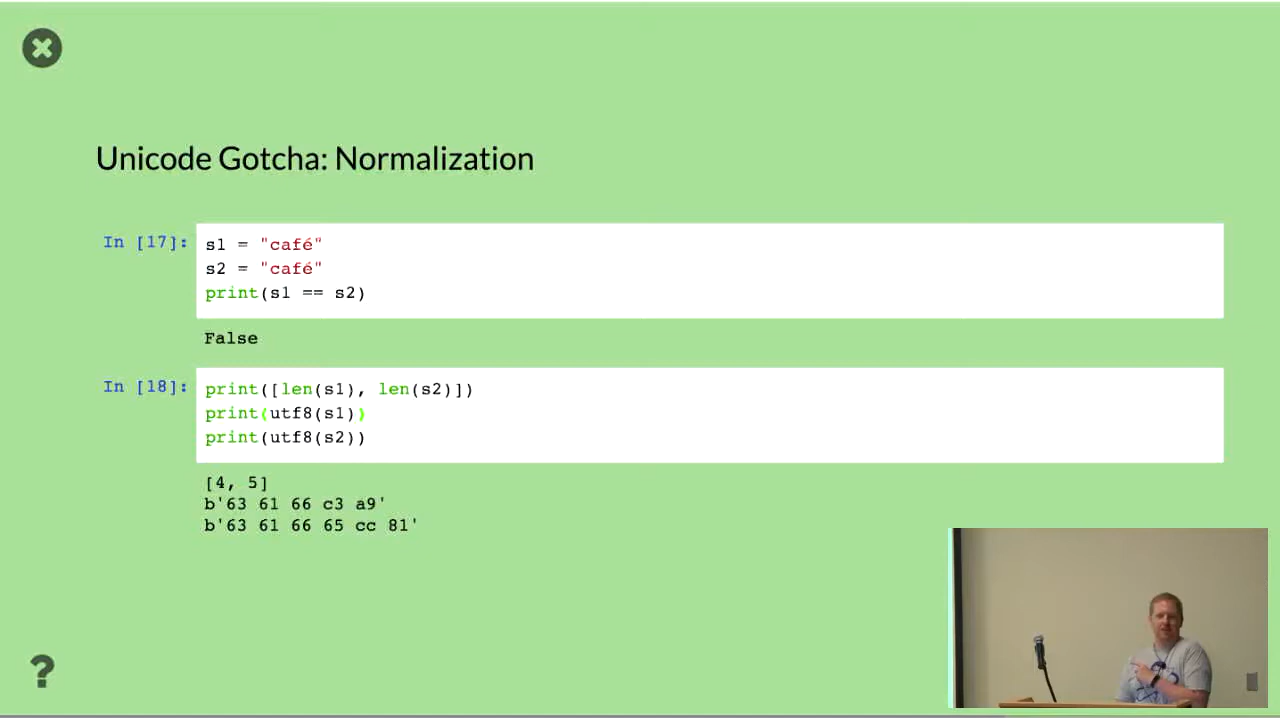 Unicode Gotcha: Normalization
In [17]:
s1 = "café"
s2 = "café"
print(s1 == s2)
False
In [18]:
print([len(s1), len(s2)])
print(utf8(s1))
print(utf8(s2))
[4, 5]
b'63 61 66 c3 a9'
b'63 61 66 65 cc 81'
?